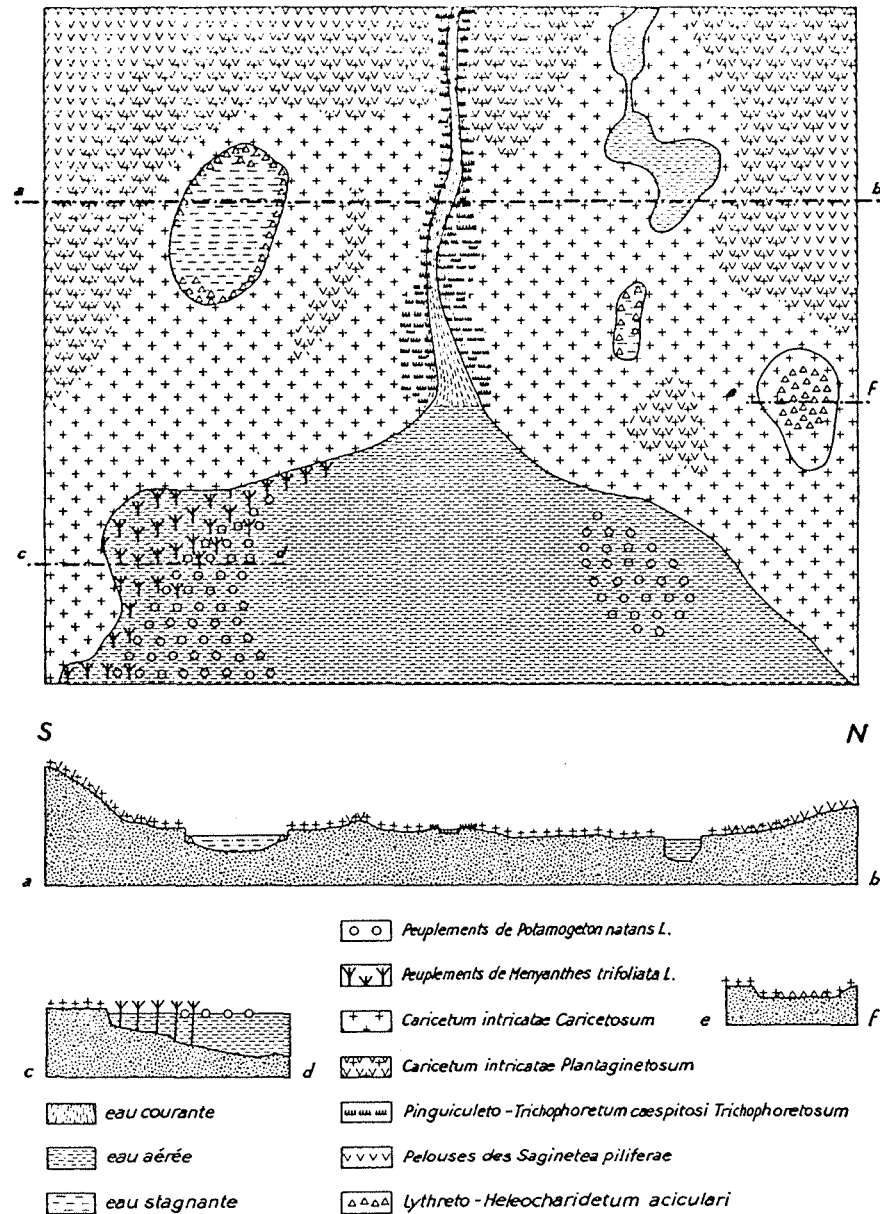 a
b
e
f
c
d
S
N
a
b
Peuplements de Potamogeton natans L.
Peuplements de Menyanthes trifoliata L.
Caricetum intricatae Caricetosum
e
f
c
d
Caricetum intricatae Plantaginetosum
eau courante
Pinguiculeto-Trichophoretum caespitosi Trichophoretosum
eau aérée
Pelouses des Saginetea piliferae
eau stagnante
Lythreto-Heleocharidetum aciculari